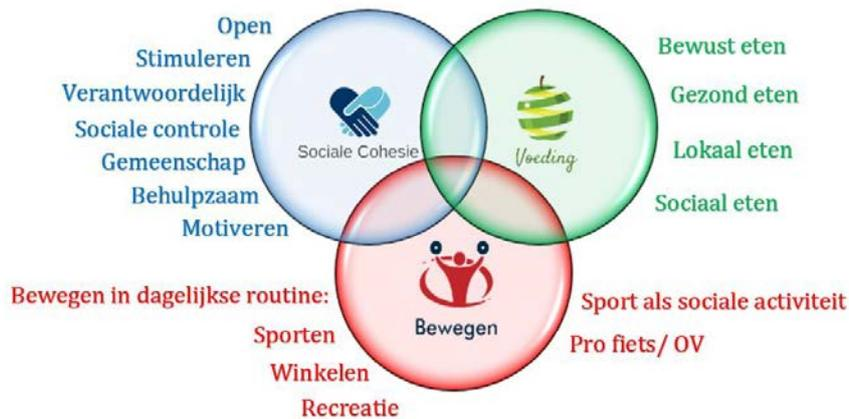 Open
Stimuleren
Verantwoordelijk
Sociale controle
Gemeenschap
Behulpzaam
Motiveren
Sociale Cohesie
Voeding
Bewust eten
Gezond eten
Lokaal eten
Sociaal eten
Bewegen in dagelijkse routine:
Sporten
Winkelen
Recreatie
Bewegen
Sport als sociale activiteit
Pro fiets/ OV